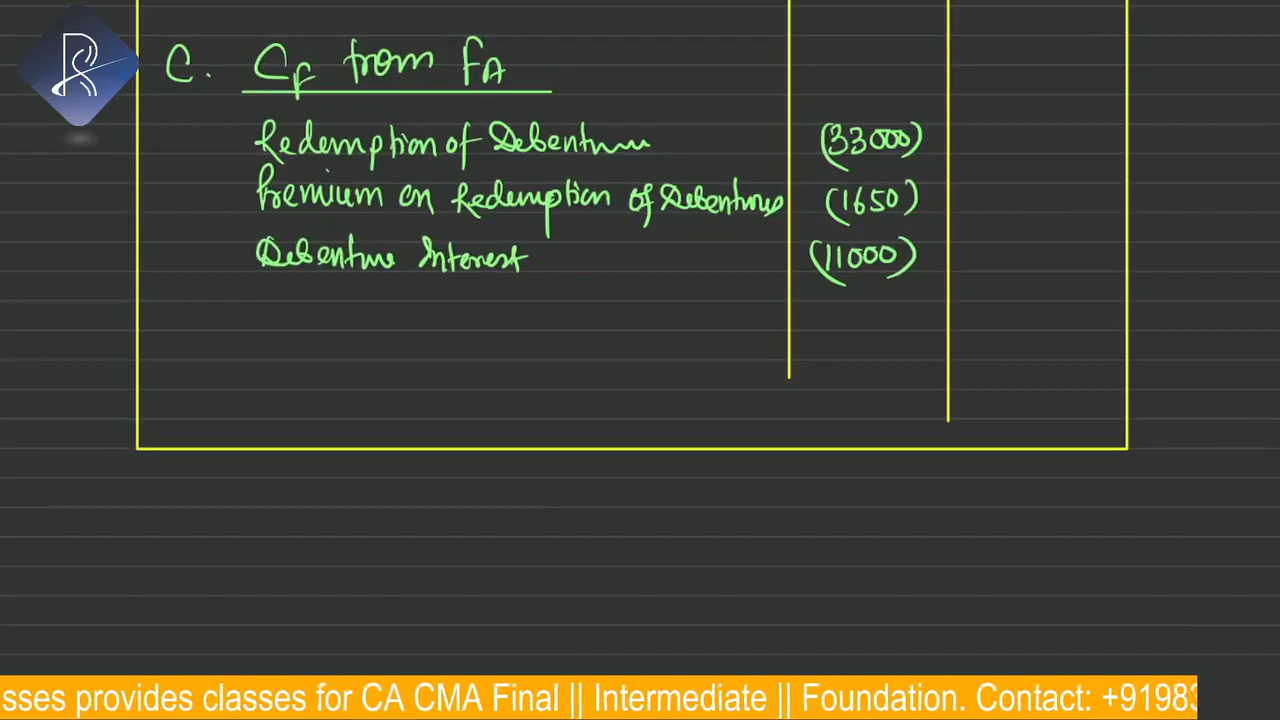 C. CF from FA
Redemption of Debenture (33000)
Premium on Redemption of Debentures (1650)
Debenture Interest (11000)
sses provides classes for CA CMA Final || Intermediate || Foundation. Contact: +9198